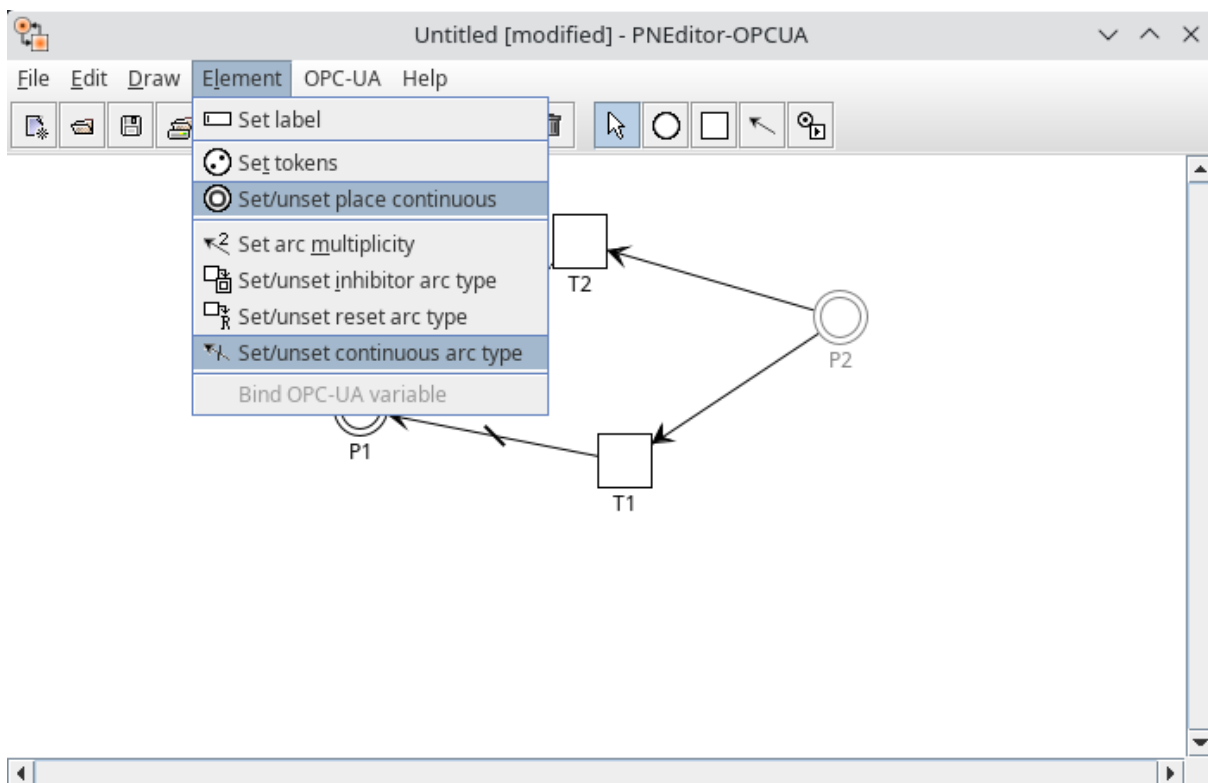 Untitled [modified] - PNEditor-OPCUA
File Edit Draw Element OPC-UA Help
Set label
Set tokens
Set/unset place continuous
2 Set arc multiplicity
Set/unset inhibitor arc type
R Set/unset reset arc type
Set/unset continuous arc type
Bind OPC-UA variable
T2
P2
P1
T1